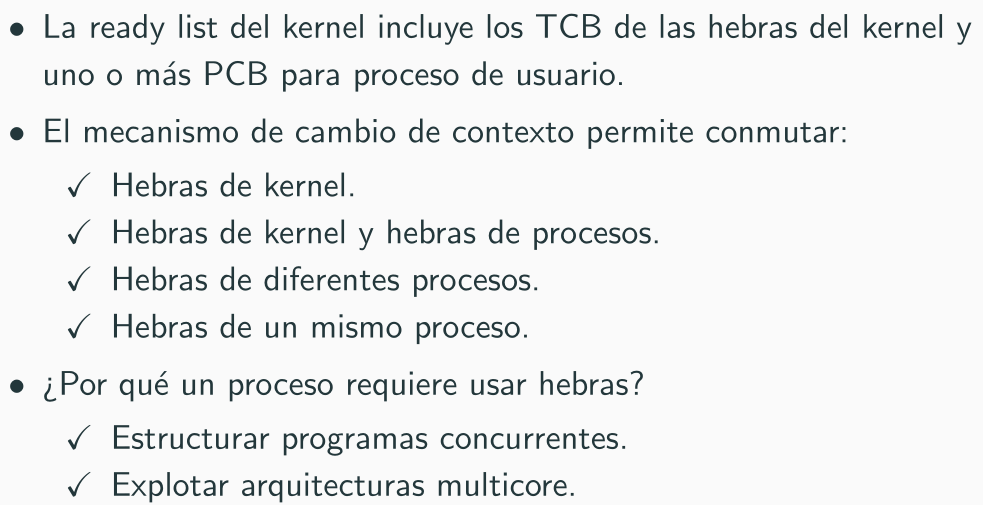 • La ready list del kernel incluye los TCB de las hebras del kernel y
uno o más PCB para proceso de usuario.
• El mecanismo de cambio de contexto permite conmutar:
✓ Hebras de kernel.
✓ Hebras de kernel y hebras de procesos.
✓ Hebras de diferentes procesos.
✓ Hebras de un mismo proceso.
• ¿Por qué un proceso requiere usar hebras?
✓ Estructurar programas concurrentes.
✓ Explotar arquitecturas multicore.